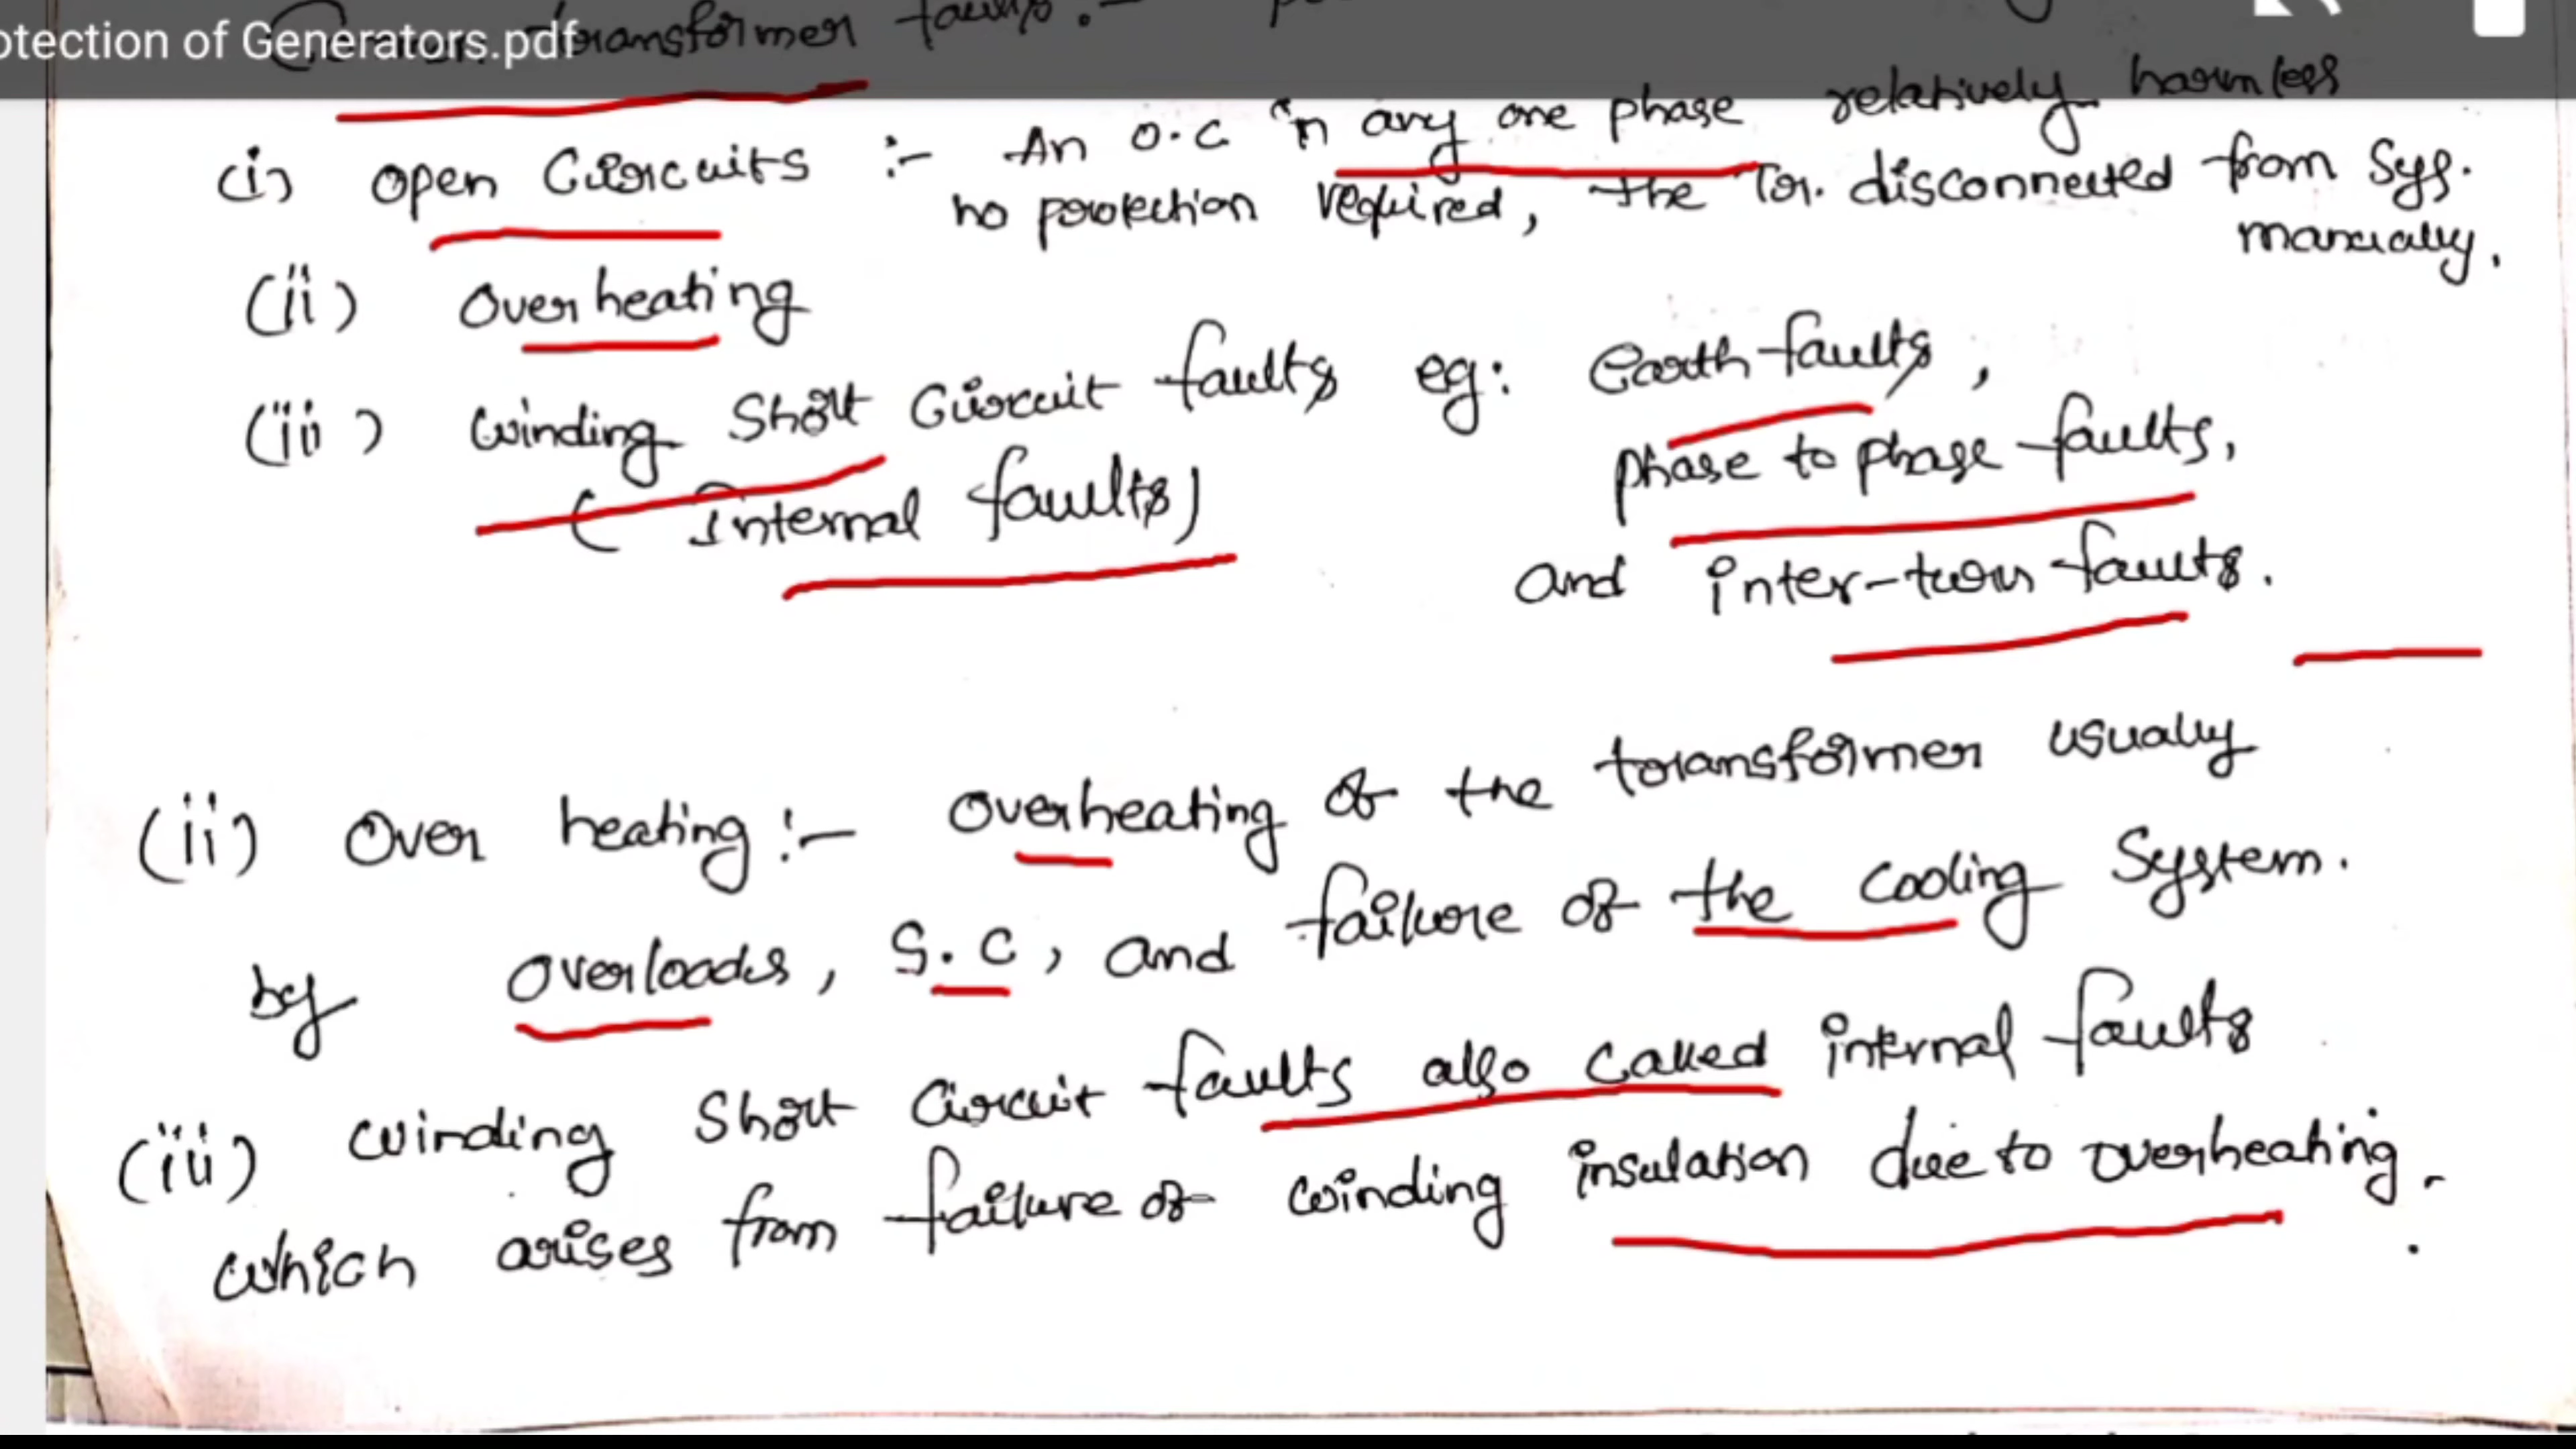 otection of Generators.pdf
transformer faults :-
(i) Open Circuits :- An O.C in any one phase relatively harmless
no protection required, the Tr. disconnected from Sys.
manually.
(ii) Over heating
(iii) Winding Short Circuit faults eg: earth faults,
(Internal faults) phase to phase faults,
and inter-turn faults.
(ii) Over heating :- Overheating of the transformer usually
by overloads, S.C, and failure of the cooling System.
(iii) Winding Short Circuit faults also called internal faults
which arises from failure of winding insulation due to overheating.